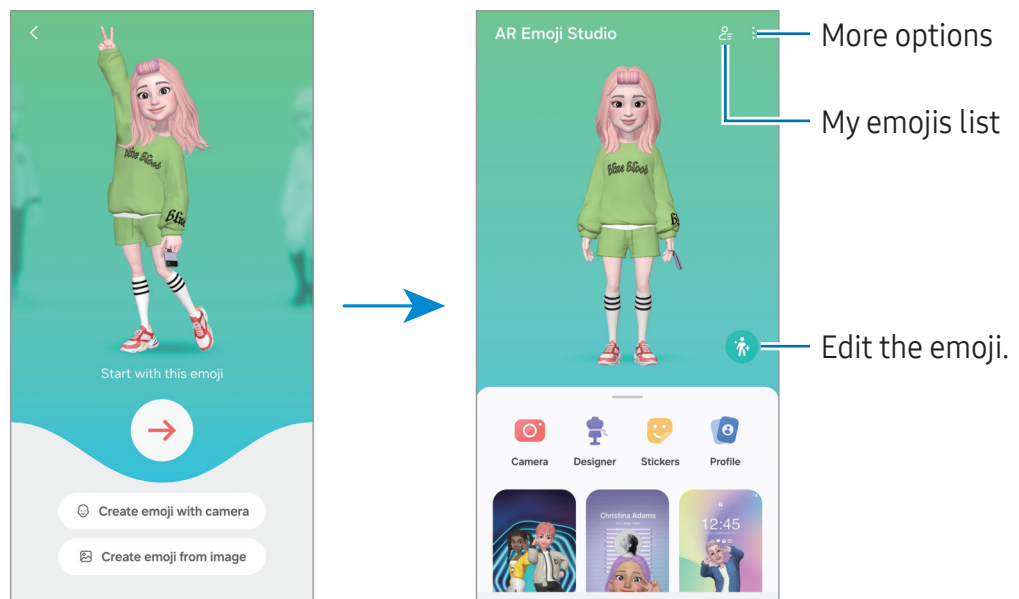 Start with this emoji
Create emoji with camera
Create emoji from image
AR Emoji Studio
More options
My emojis list
Edit the emoji.
Camera
Designer
Stickers
Profile
Christina Adams
12:45